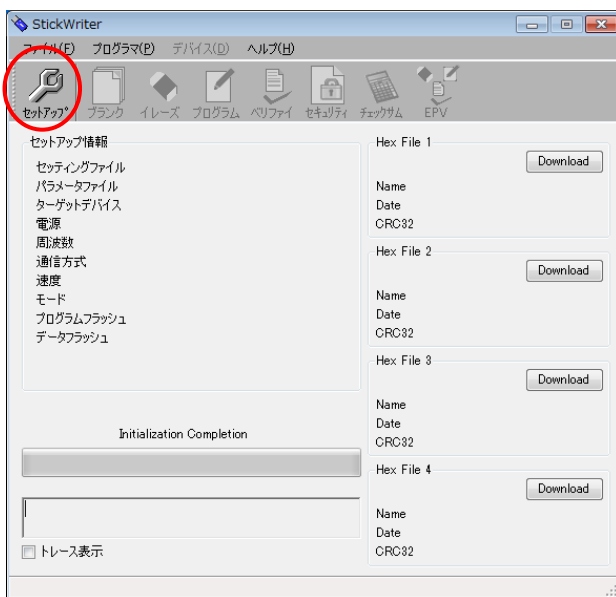 StickWriter
ファイル(F) プログラマ(P) デバイス(D) ヘルプ(H)
セットアップ ブランク イレーズ プログラム ベリファイ セキュリティ チェックサム EPV
セットアップ情報
セッティングファイル
パラメータファイル
ターゲットデバイス
電源
周波数
通信方式
速度
モード
プログラムフラッシュ
データフラッシュ
Initialization Completion
トレース表示
Hex File 1
Download
Name
Date
CRC32
Hex File 2
Download
Name
Date
CRC32
Hex File 3
Download
Name
Date
CRC32
Hex File 4
Download
Name
Date
CRC32